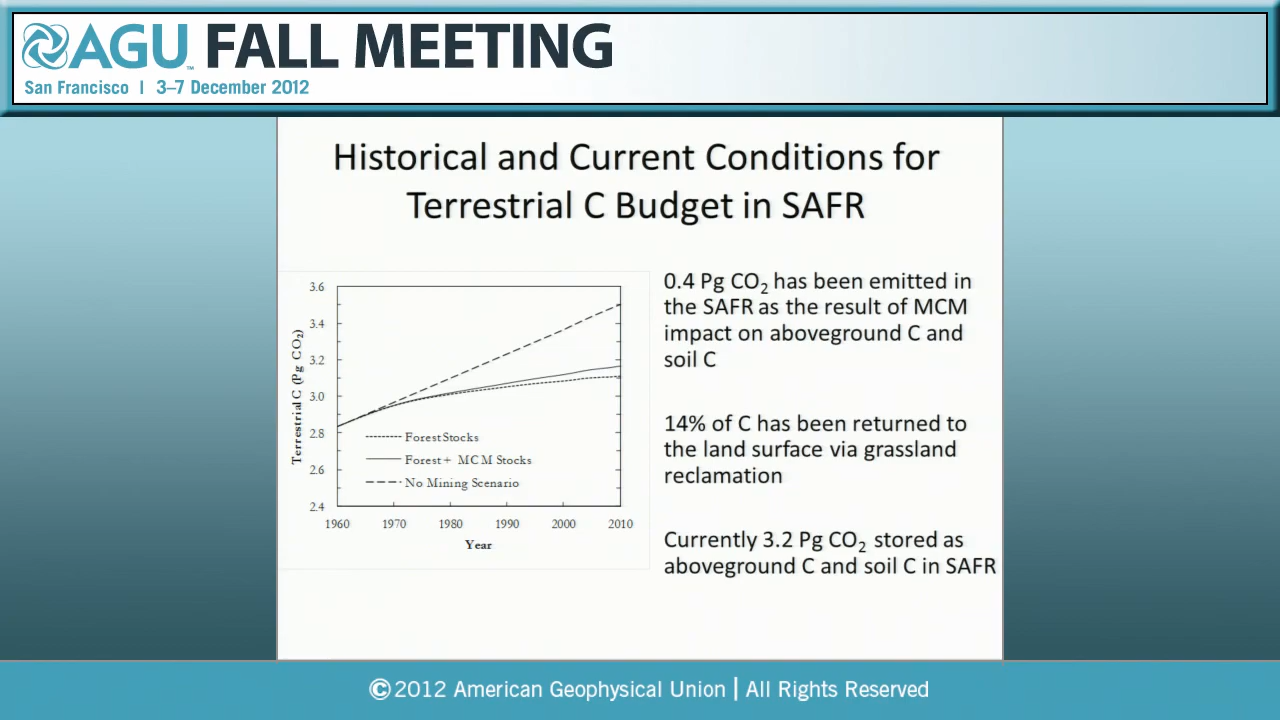 AGU™ FALL MEETING
San Francisco | 3–7 December 2012
Historical and Current Conditions for
Terrestrial C Budget in SAFR
3.6
3.4
3.2
3.0
2.8
2.6
2.4
Terrestrial C (Pg CO₂)
Forest Stocks
Forest + MCM Stocks
No Mining Scenario
1960 1970 1980 1990 2000 2010
Year
0.4 Pg CO₂ has been emitted in
the SAFR as the result of MCM
impact on aboveground C and
soil C
14% of C has been returned to
the land surface via grassland
reclamation
Currently 3.2 Pg CO₂ stored as
aboveground C and soil C in SAFR
©2012 American Geophysical Union | All Rights Reserved